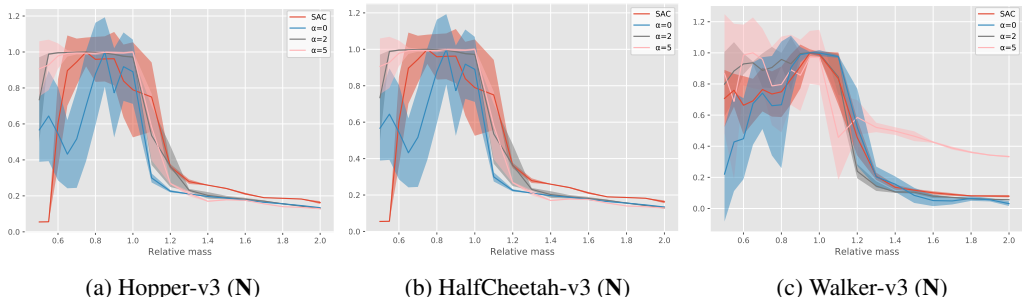 SAC
α=0
α=2
α=5
1.0
0.8
0.6
0.4
0.2
0.0
0.6 0.8 1.0 1.2 1.4 1.6 1.8 2.0
Relative mass
(a) Hopper-v3 (N)
SAC
α=0
α=2
α=5
1.0
0.8
0.6
0.4
0.2
0.0
0.6 0.8 1.0 1.2 1.4 1.6 1.8 2.0
Relative mass
(b) HalfCheetah-v3 (N)
SAC
α=0
α=2
α=5
1.2
1.0
0.8
0.6
0.4
0.2
0.0
0.6 0.8 1.0 1.2 1.4 1.6 1.8 2.0
Relative mass
(c) Walker-v3 (N)